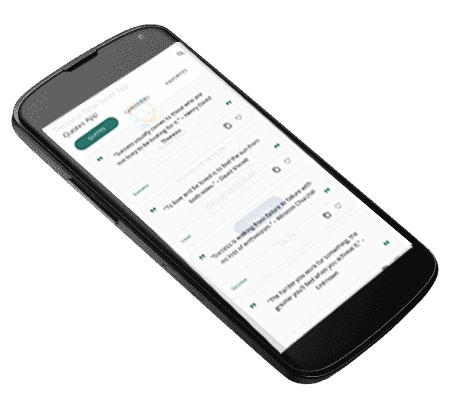 Quotes App
QUOTES
CATEGORIES
FAVORITES
"Success usually comes to those who are
too busy to be looking for it." - Henry David
Thoreau
Success
"To love and be loved is to feel the sun from
both sides." - David Viscott
Love
"Success is walking from failure to failure with
no loss of enthusiasm." - Winston Churchill
Success
"The harder you work for something, the
greater you'll feel when you achieve it." -
Unknown